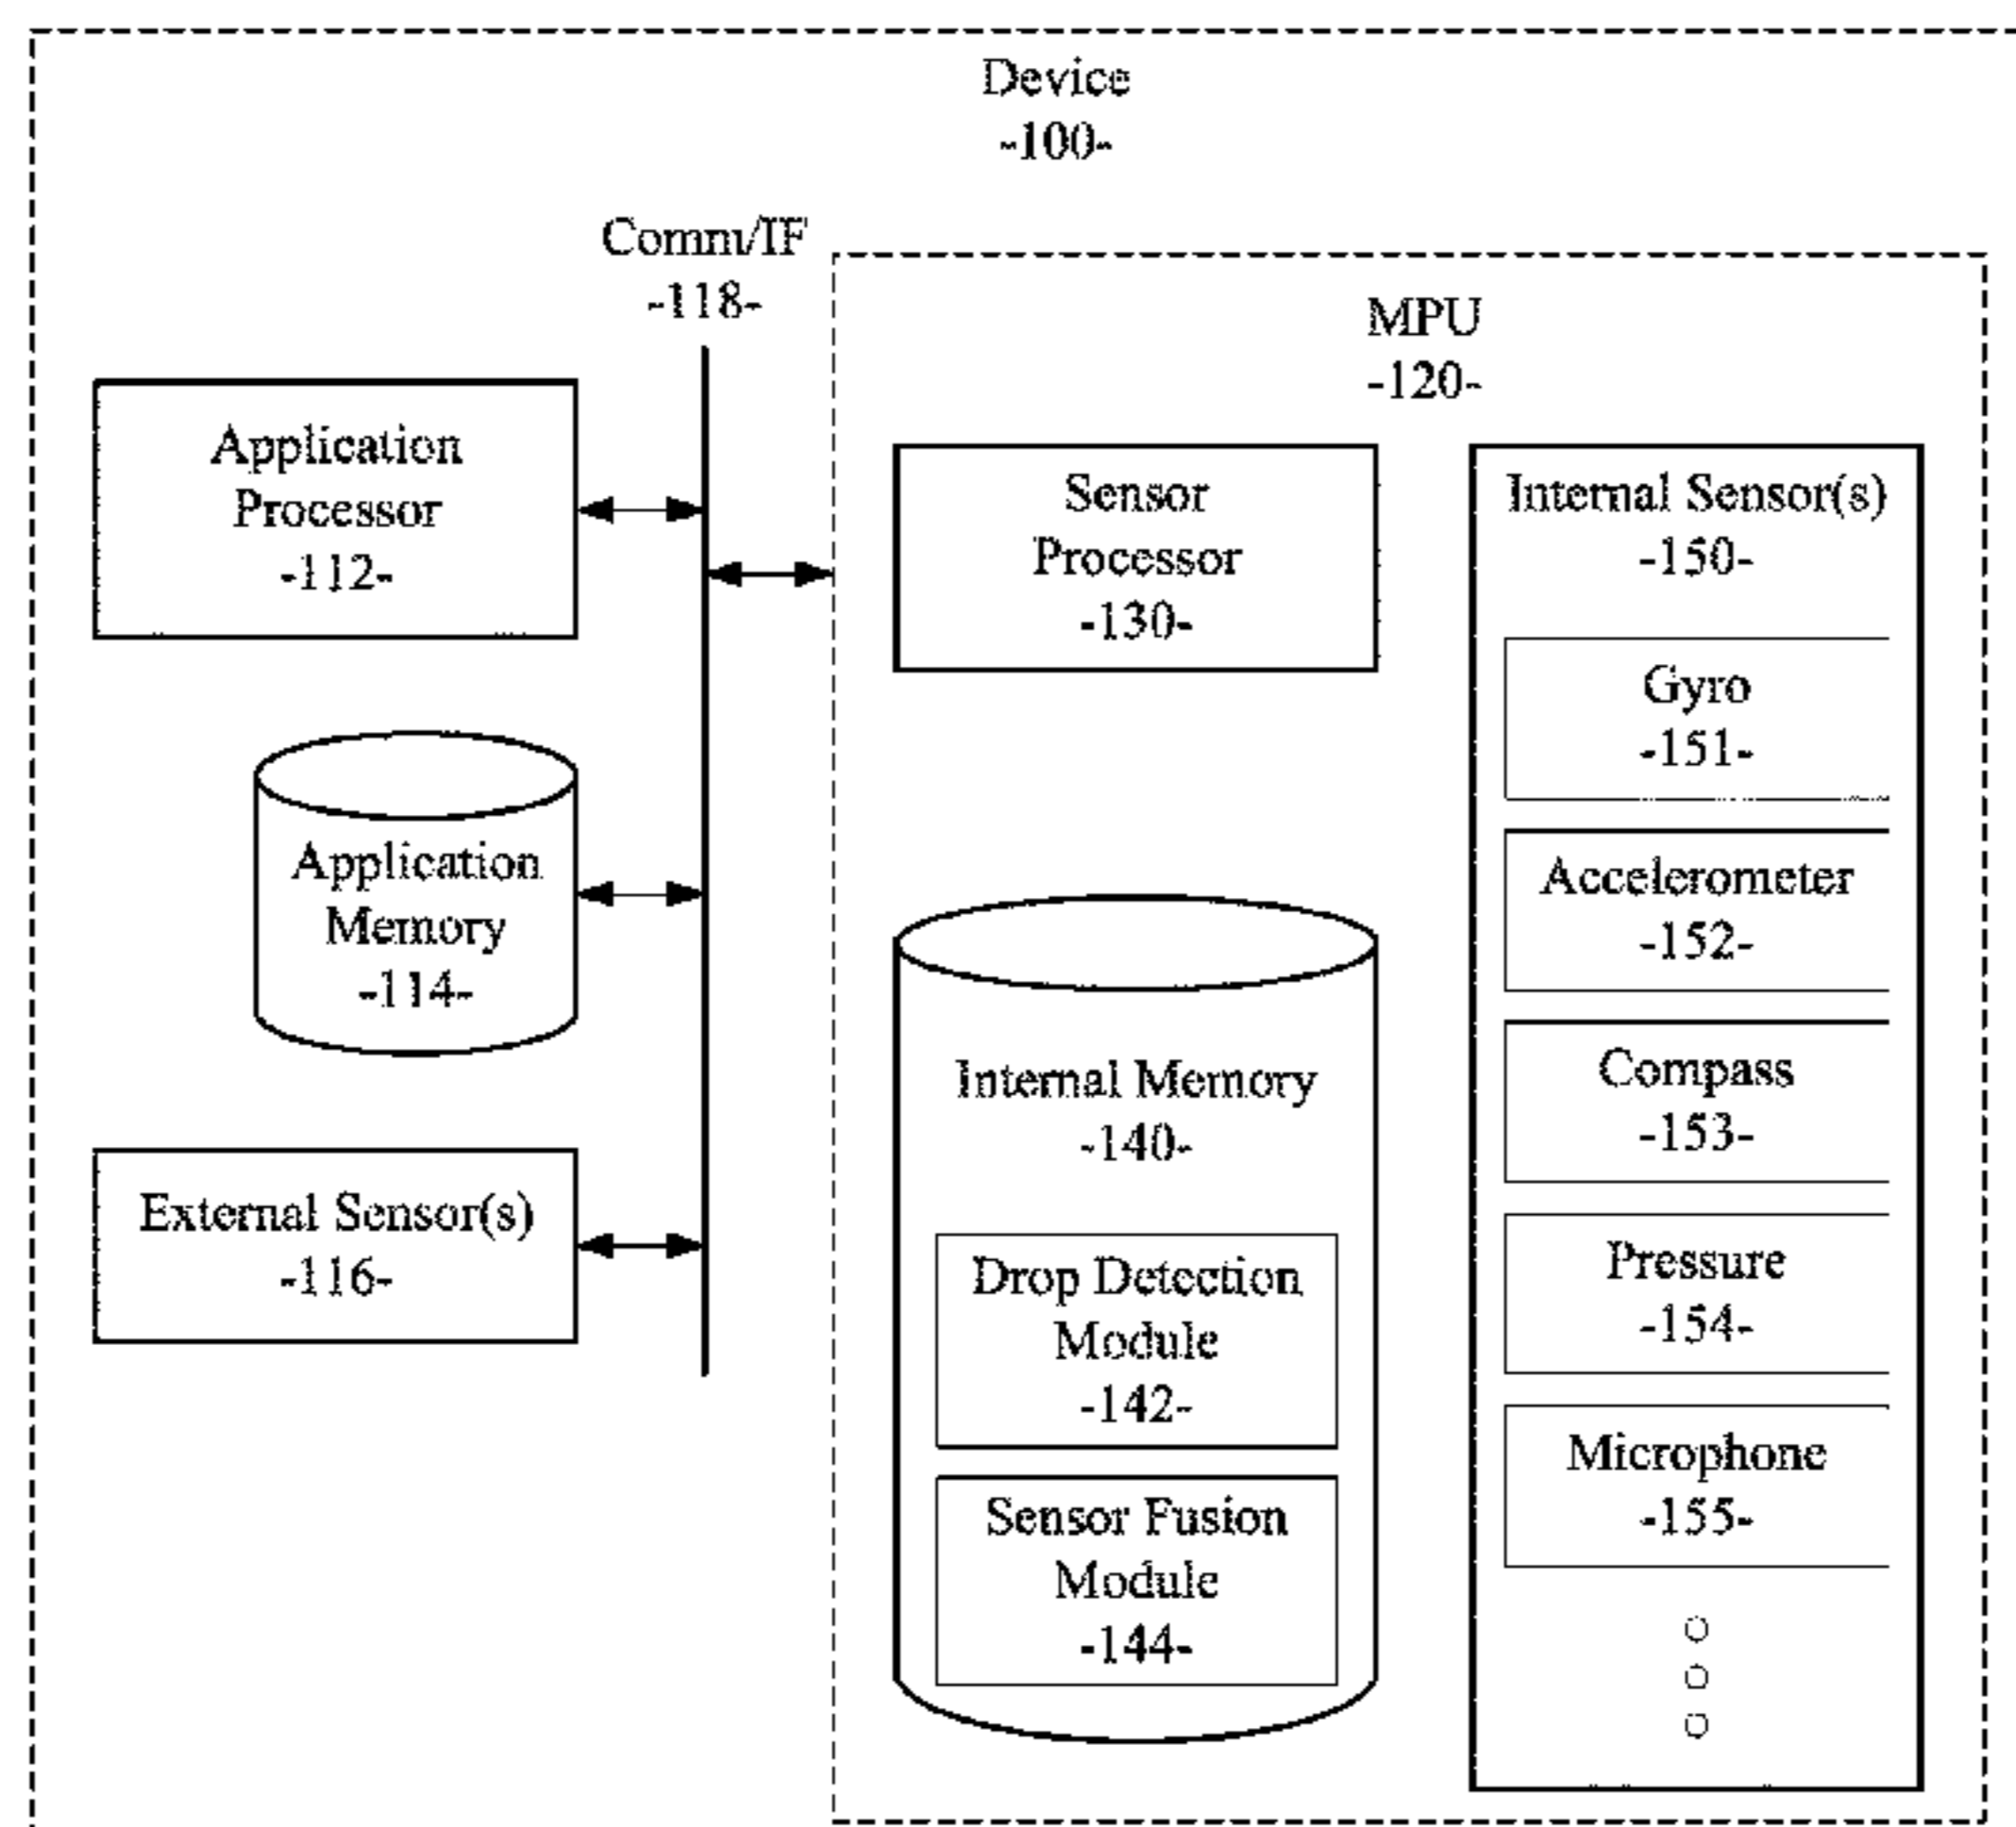 Device
-100-
Comm/IF
-118-
MPU
-120-
Application
Processor
-112-
Sensor
Processor
-130-
Internal Sensor(s)
-150-
Gyro
-151-
Application
Memory
-114-
Accelerometer
-152-
Internal Memory
-140-
Compass
-153-
External Sensor(s)
-116-
Drop Detection
Module
-142-
Pressure
-154-
Sensor Fusion
Module
-144-
Microphone
-155-